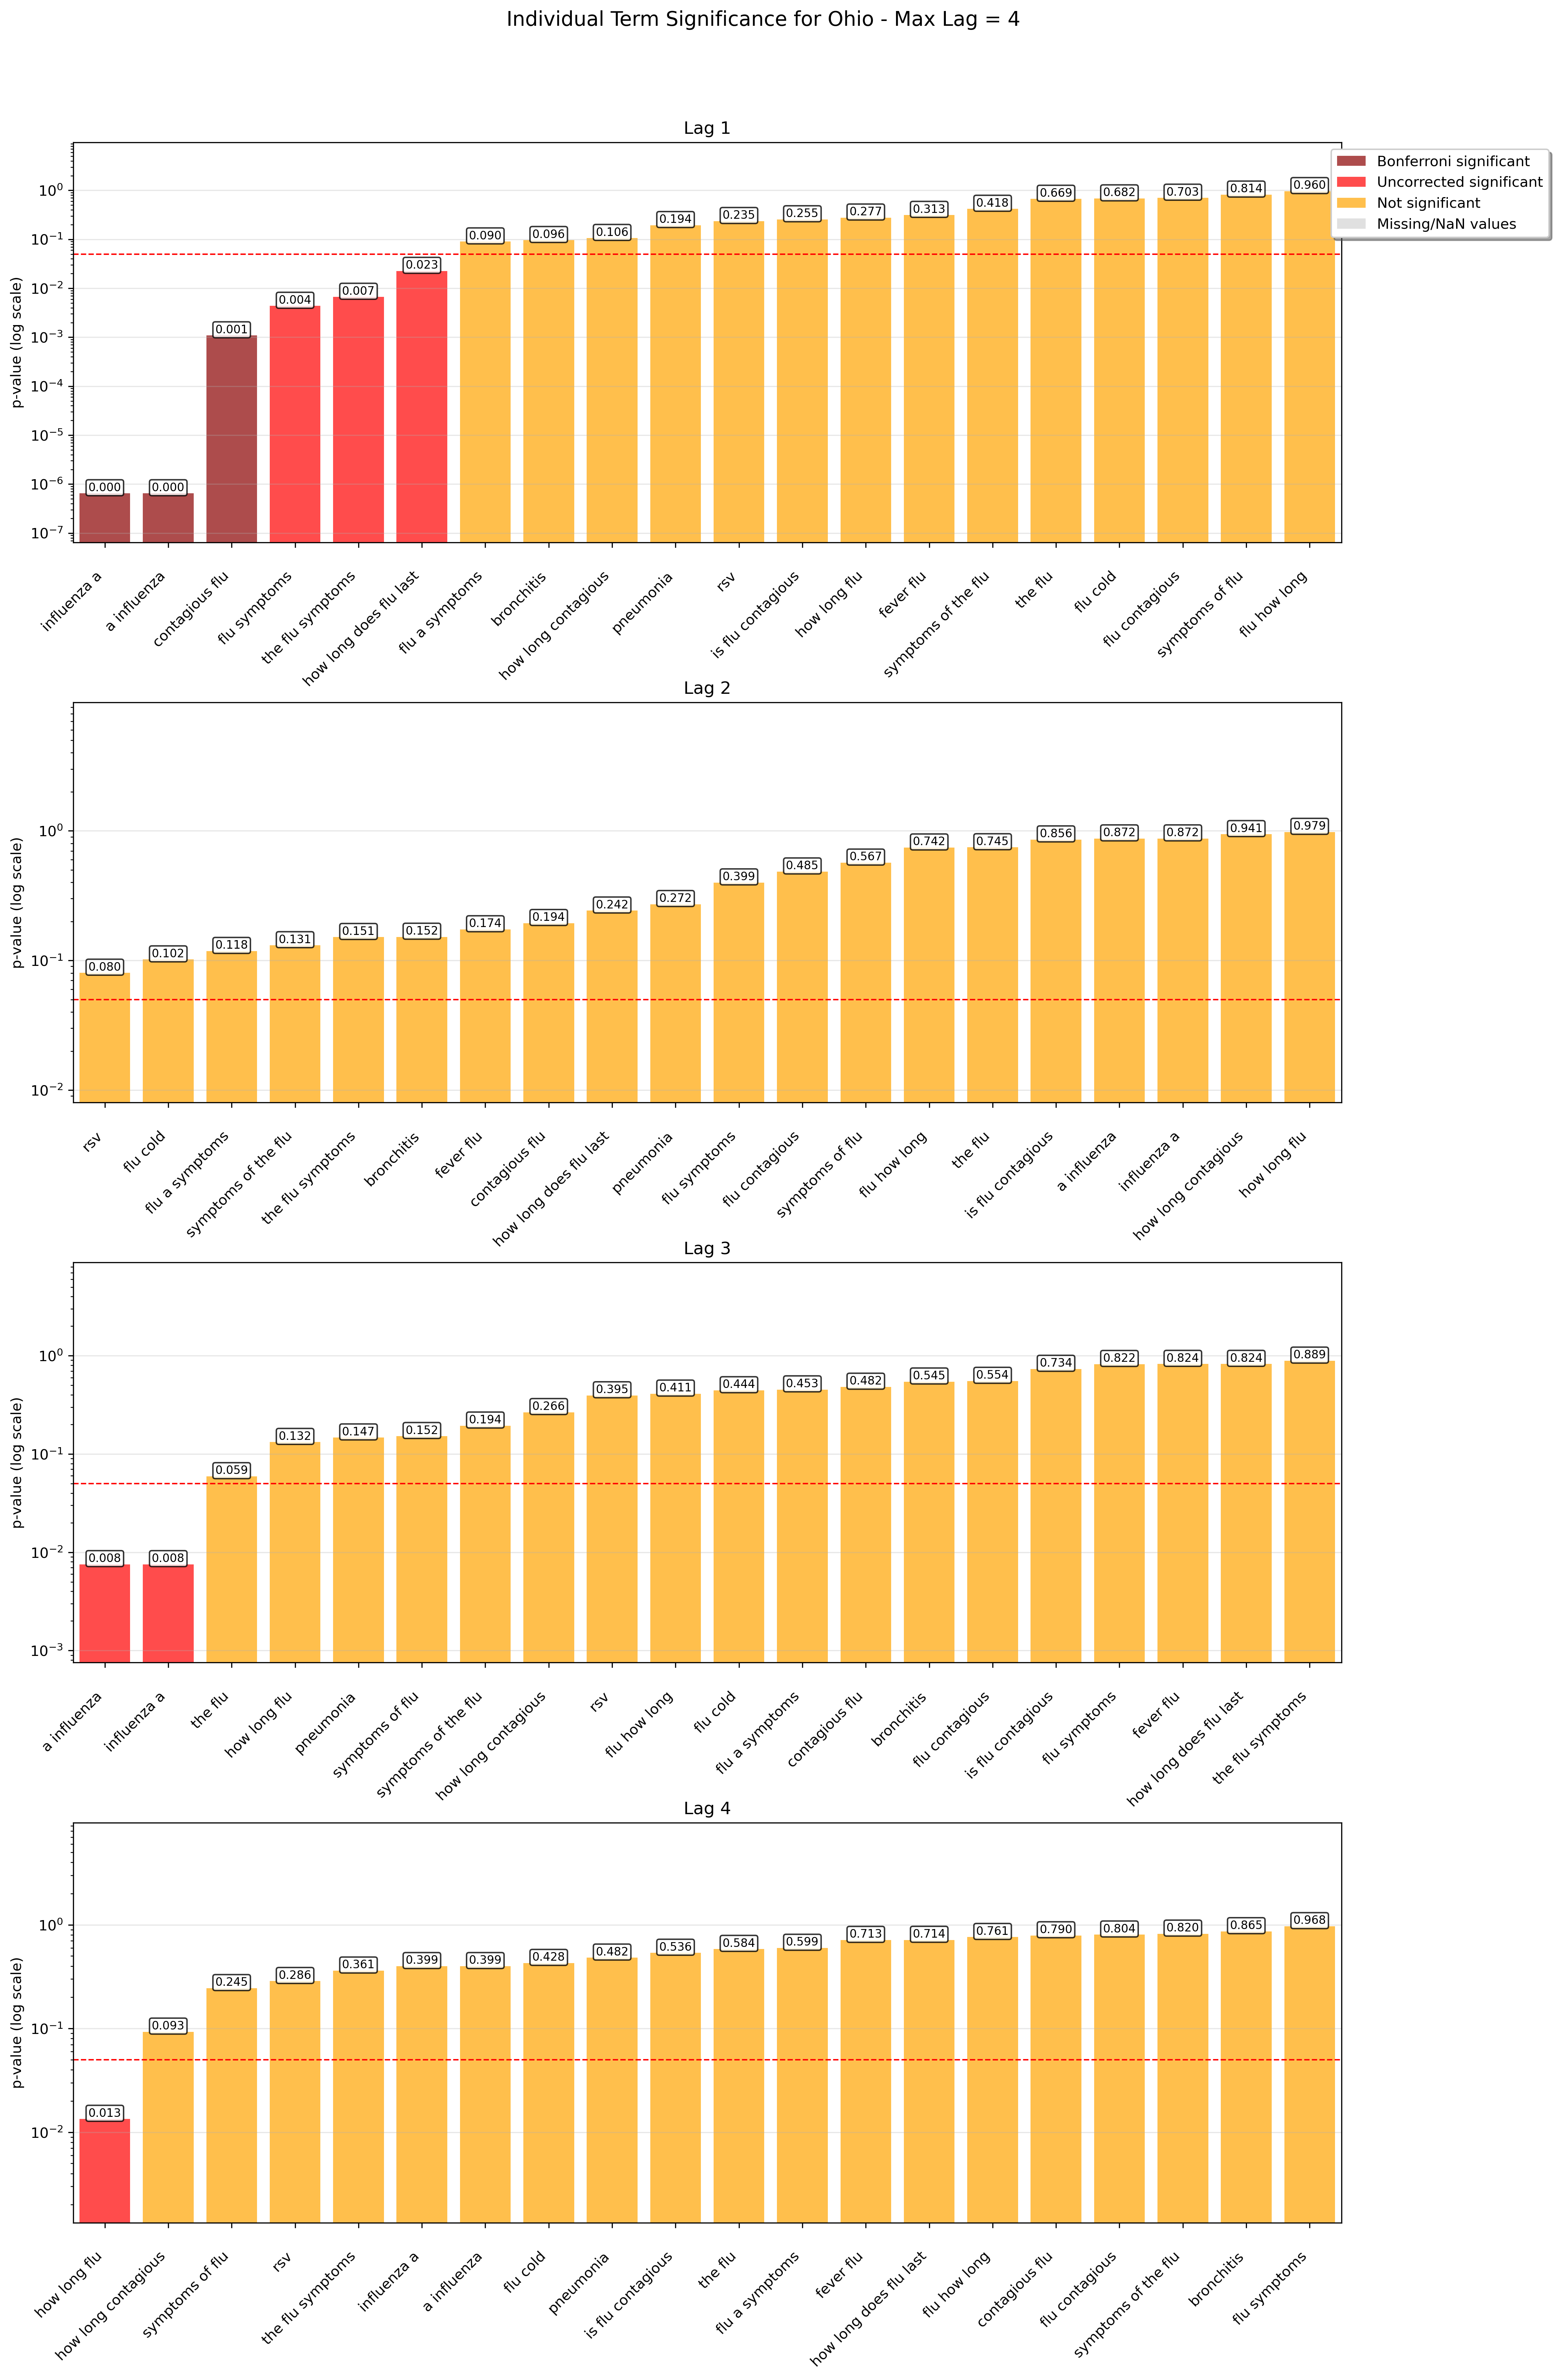 Individual Term Significance for Ohio - Max Lag = 4
Lag 1
Bonferroni significant
Uncorrected significant
Not significant
Missing/NaN values
p-value (log scale)
10⁰
10⁻¹
10⁻²
10⁻³
10⁻⁴
10⁻⁵
10⁻⁶
10⁻⁷
0.000 0.000 0.001 0.004 0.007 0.023 0.090 0.096 0.106 0.194 0.235 0.255 0.277 0.313 0.418 0.669 0.682 0.703 0.814 0.960
influenza a
a influenza
contagious flu
flu symptoms
the flu symptoms
how long does flu last
flu a symptoms
bronchitis
how long contagious
pneumonia
rsv
is flu contagious
how long flu
fever flu
symptoms of the flu
the flu
flu cold
flu contagious
symptoms of flu
flu how long
Lag 2
p-value (log scale)
10⁰
10⁻¹
10⁻²
0.080 0.102 0.118 0.131 0.151 0.152 0.174 0.194 0.242 0.272 0.399 0.485 0.567 0.742 0.745 0.856 0.872 0.872 0.941 0.979
rsv
flu cold
flu a symptoms
symptoms of the flu
the flu symptoms
bronchitis
fever flu
contagious flu
how long does flu last
pneumonia
flu symptoms
flu contagious
symptoms of flu
flu how long
the flu
is flu contagious
a influenza
influenza a
how long contagious
how long flu
Lag 3
p-value (log scale)
10⁰
10⁻¹
10⁻²
10⁻³
0.008 0.008 0.059 0.132 0.147 0.152 0.194 0.266 0.395 0.411 0.444 0.453 0.482 0.545 0.554 0.734 0.822 0.824 0.824 0.889
a influenza
influenza a
the flu
how long flu
pneumonia
symptoms of flu
symptoms of the flu
how long contagious
rsv
flu how long
flu cold
flu a symptoms
contagious flu
bronchitis
flu contagious
is flu contagious
flu symptoms
fever flu
how long does flu last
the flu symptoms
Lag 4
p-value (log scale)
10⁰
10⁻¹
10⁻²
0.013 0.093 0.245 0.286 0.361 0.399 0.399 0.428 0.482 0.536 0.584 0.599 0.713 0.714 0.761 0.790 0.804 0.820 0.865 0.968
how long flu
how long contagious
symptoms of flu
rsv
the flu symptoms
influenza a
a influenza
flu cold
pneumonia
is flu contagious
the flu
flu a symptoms
fever flu
how long does flu last
flu how long
contagious flu
flu contagious
symptoms of the flu
bronchitis
flu symptoms